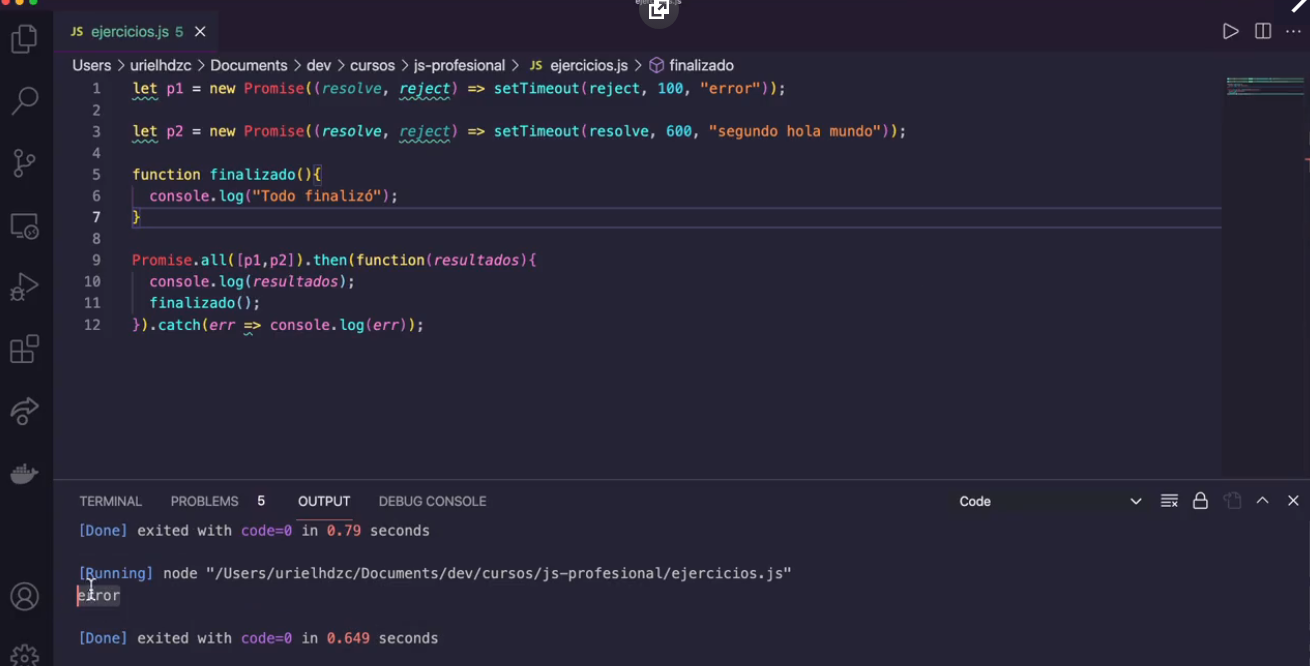 JS ejercicios.js 5
Users > urielhdzc > Documents > dev > cursos > js-profesional > JS ejercicios.js > finalizado
1 let p1 = new Promise((resolve, reject) => setTimeout(reject, 100, "error"));
2
3 let p2 = new Promise((resolve, reject) => setTimeout(resolve, 600, "segundo hola mundo"));
4
5 function finalizado(){
6 console.log("Todo finalizó");
7 }
8
9 Promise.all([p1,p2]).then(function(resultados){
10 console.log(resultados);
11 finalizado();
12 }).catch(err => console.log(err));
TERMINAL PROBLEMS 5 OUTPUT DEBUG CONSOLE Code
[Done] exited with code=0 in 0.79 seconds
[Running] node "/Users/urielhdzc/Documents/dev/cursos/js-profesional/ejercicios.js"
error
[Done] exited with code=0 in 0.649 seconds